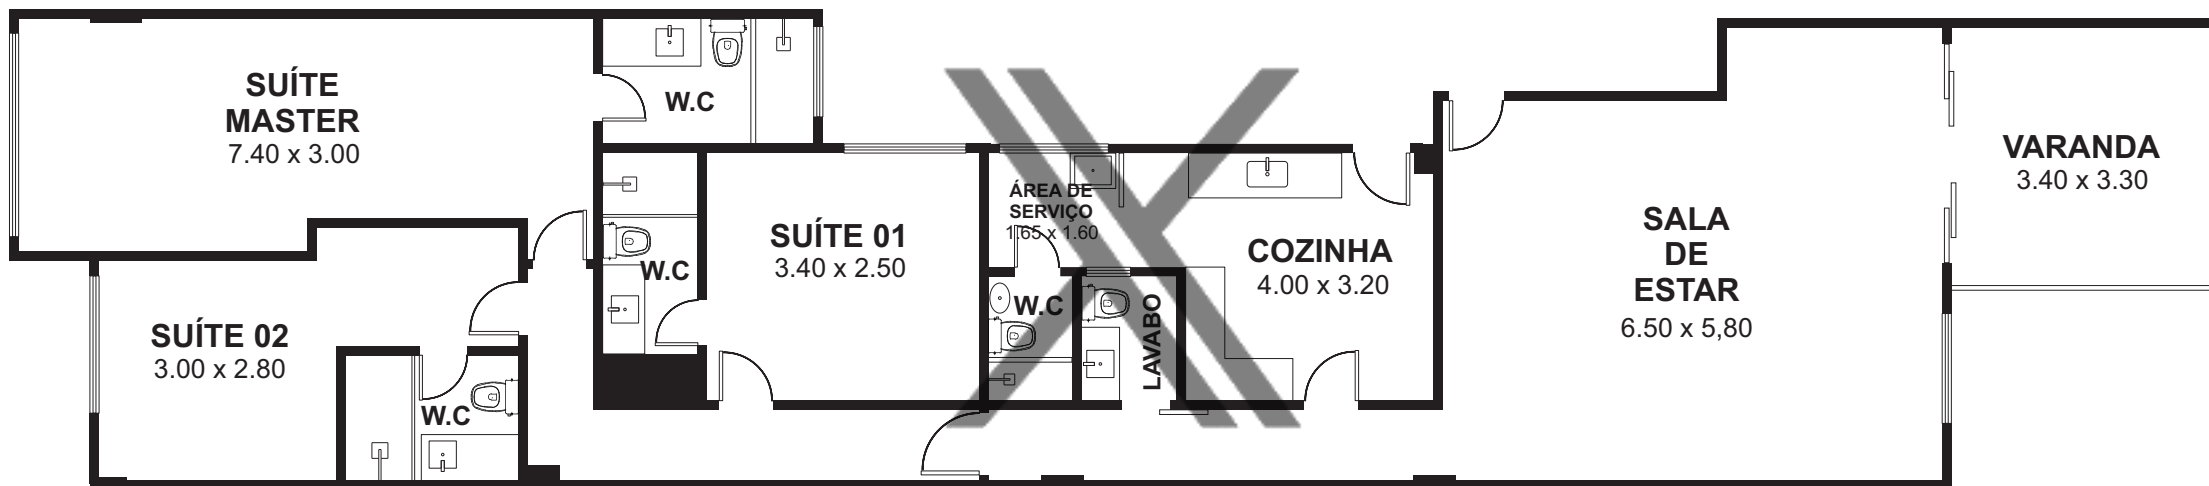 SUÍTE
MASTER
7.40 x 3.00
W.C
SUÍTE 02
3.00 x 2.80
W.C
W.C
SUÍTE 01
3.40 x 2.50
ÁREA DE
SERVIÇO
1.65 x 1.60
W.C
LAVABO
COZINHA
4.00 x 3.20
SALA
DE
ESTAR
6.50 x 5,80
VARANDA
3.40 x 3.30